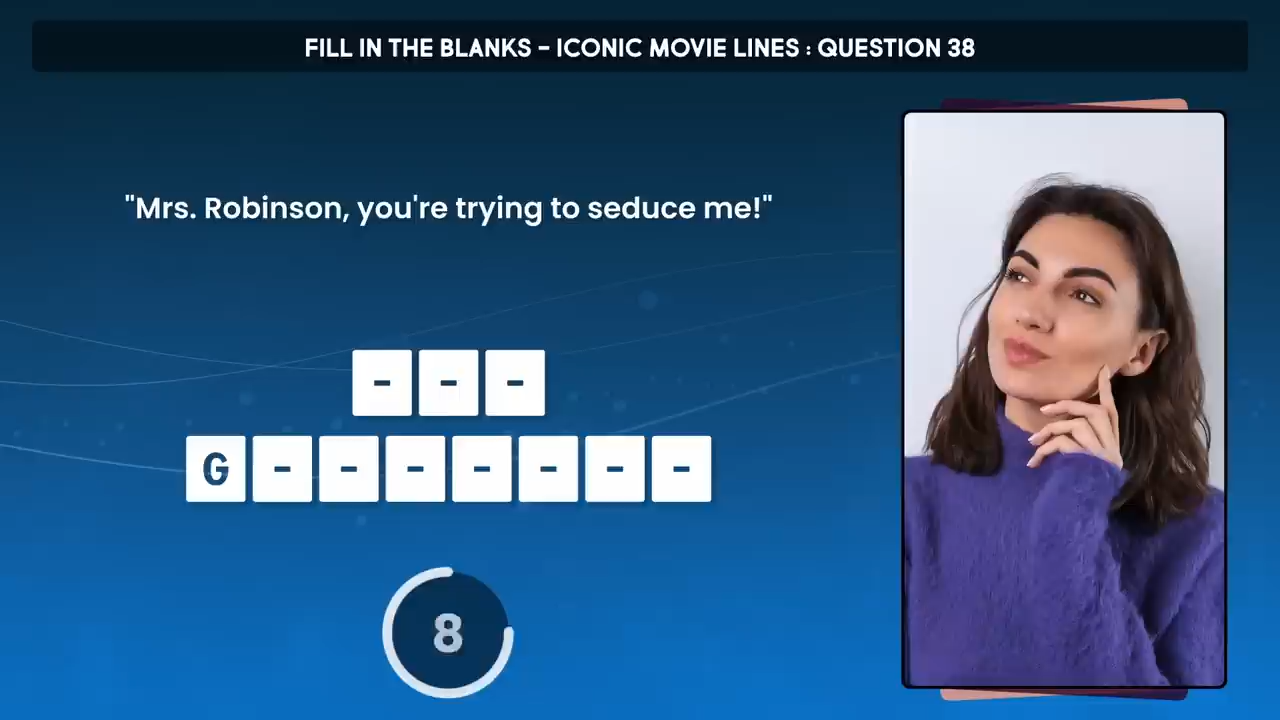 FILL IN THE BLANKS - ICONIC MOVIE LINES : QUESTION 38
"Mrs. Robinson, you're trying to seduce me!"
- - -
G - - - - - - -
8